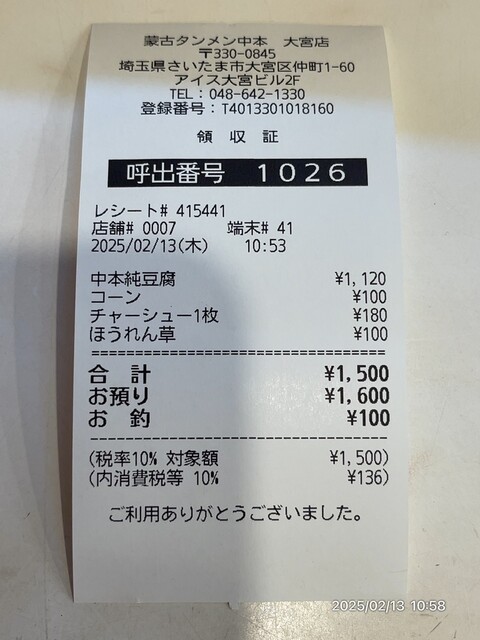 蒙古タンメン中本　大宮店
〒330-0845
埼玉県さいたま市大宮区仲町1-60
アイス大宮ビル2F
TEL：048-642-1330
登録番号：T4013301018160
領　収　証
呼出番号　1026
レシート# 415441
店舗# 0007　端末# 41
2025/02/13(木)　10:53
中本純豆腐　¥1,120
コーン　¥100
チャーシュー1枚　¥180
ほうれん草　¥100
合　計　¥1,500
お預り　¥1,600
お　釣　¥100
(税率10% 対象額　¥1,500)
(内消費税等 10%　¥136)
ご利用ありがとうございました。
2025/02/13 10:58